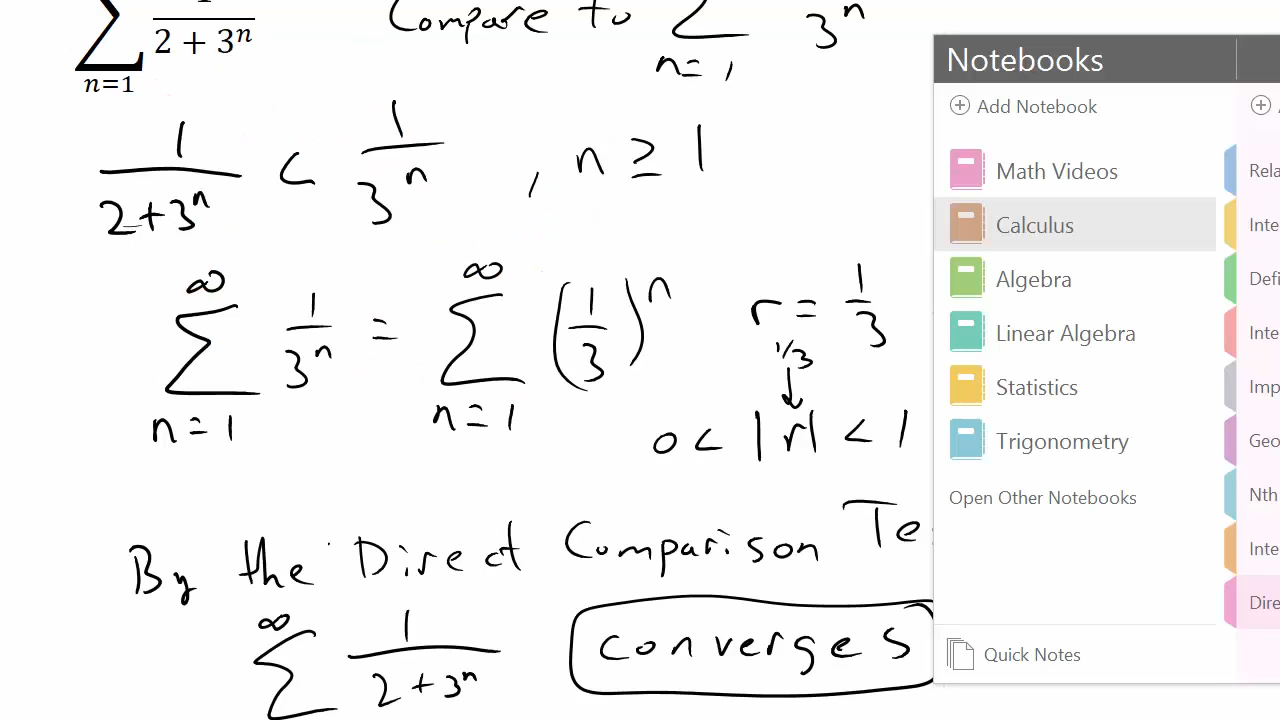 ∑ n=1 1/(2 + 3ⁿ) Compare to ∑ n=1 3ⁿ
1/(2+3ⁿ) < 1/3ⁿ , n ≥ 1
∞ ∑ n=1 1/3ⁿ = ∞ ∑ n=1 (1/3)ⁿ r = 1/3
1/3 ↓
0 < |r| < 1
By the Direct Comparison Te
∞ ∑ 1/(2+3ⁿ) converges
Notebooks
Add Notebook
Math Videos
Calculus
Algebra
Linear Algebra
Statistics
Trigonometry
Open Other Notebooks
Quick Notes
Rela
Inte
Defi
Inte
Imp
Geo
Nth
Inte
Dire